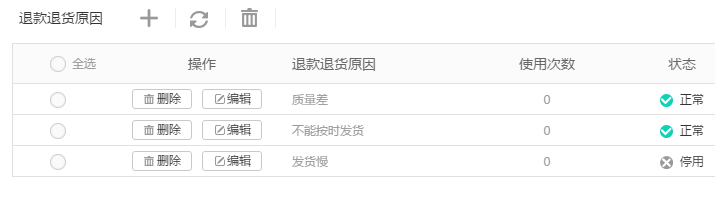 退款退货原因
全选 操作 退款退货原因 使用次数 状态
删除 编辑 质量差 0 正常
删除 编辑 不能按时发货 0 正常
删除 编辑 发货慢 0 停用